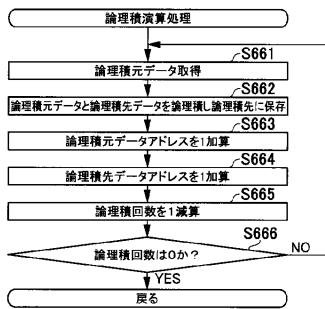 論理積演算処理
S661
論理積元データ取得
S662
論理積元データと論理積先データを論理積し論理積先に保存
S663
論理積元データアドレスを1加算
S664
論理積先データアドレスを1加算
S665
論理積回数を1減算
S666
論理積回数は0か?
NO
YES
戻る